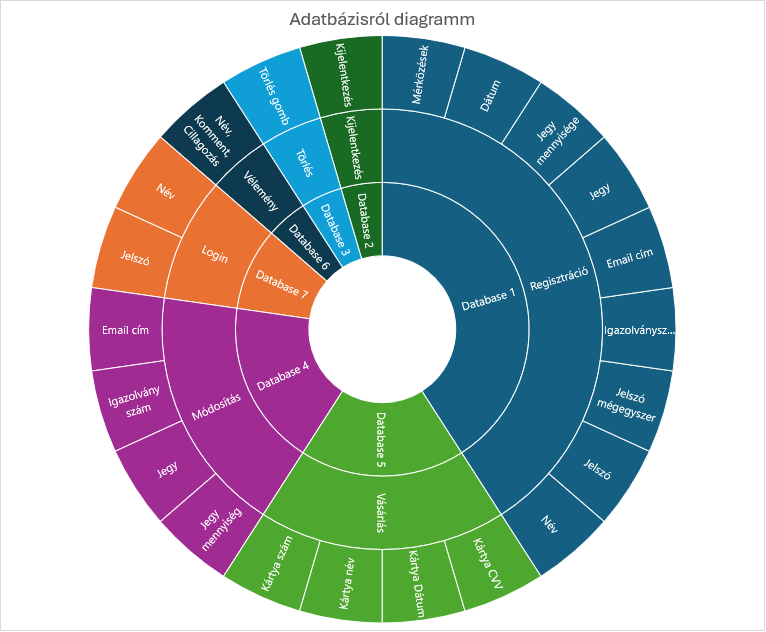 Adatbázisról diagramm
Database 1
Regisztráció
Mérkőzések
Dátum
Jegy
mennyisége
Jegy
Email cím
Igazolványsz...
Jelszó
mégegyszer
Jelszó
Név
Database 5
Vásárlás
Kártya CVV
Kártya Dátum
Kártya név
Kártya szám
Database 4
Módosítás
Jegy
mennyiség
Jegy
Igazolvány
szám
Email cím
Database 7
Login
Jelszó
Név
Database 6
Vélemény
Név,
Komment,
Cillagozás
Database 3
Törlés
Törlés gomb
Database 2
Kijelentkezés
Kijelentkezés